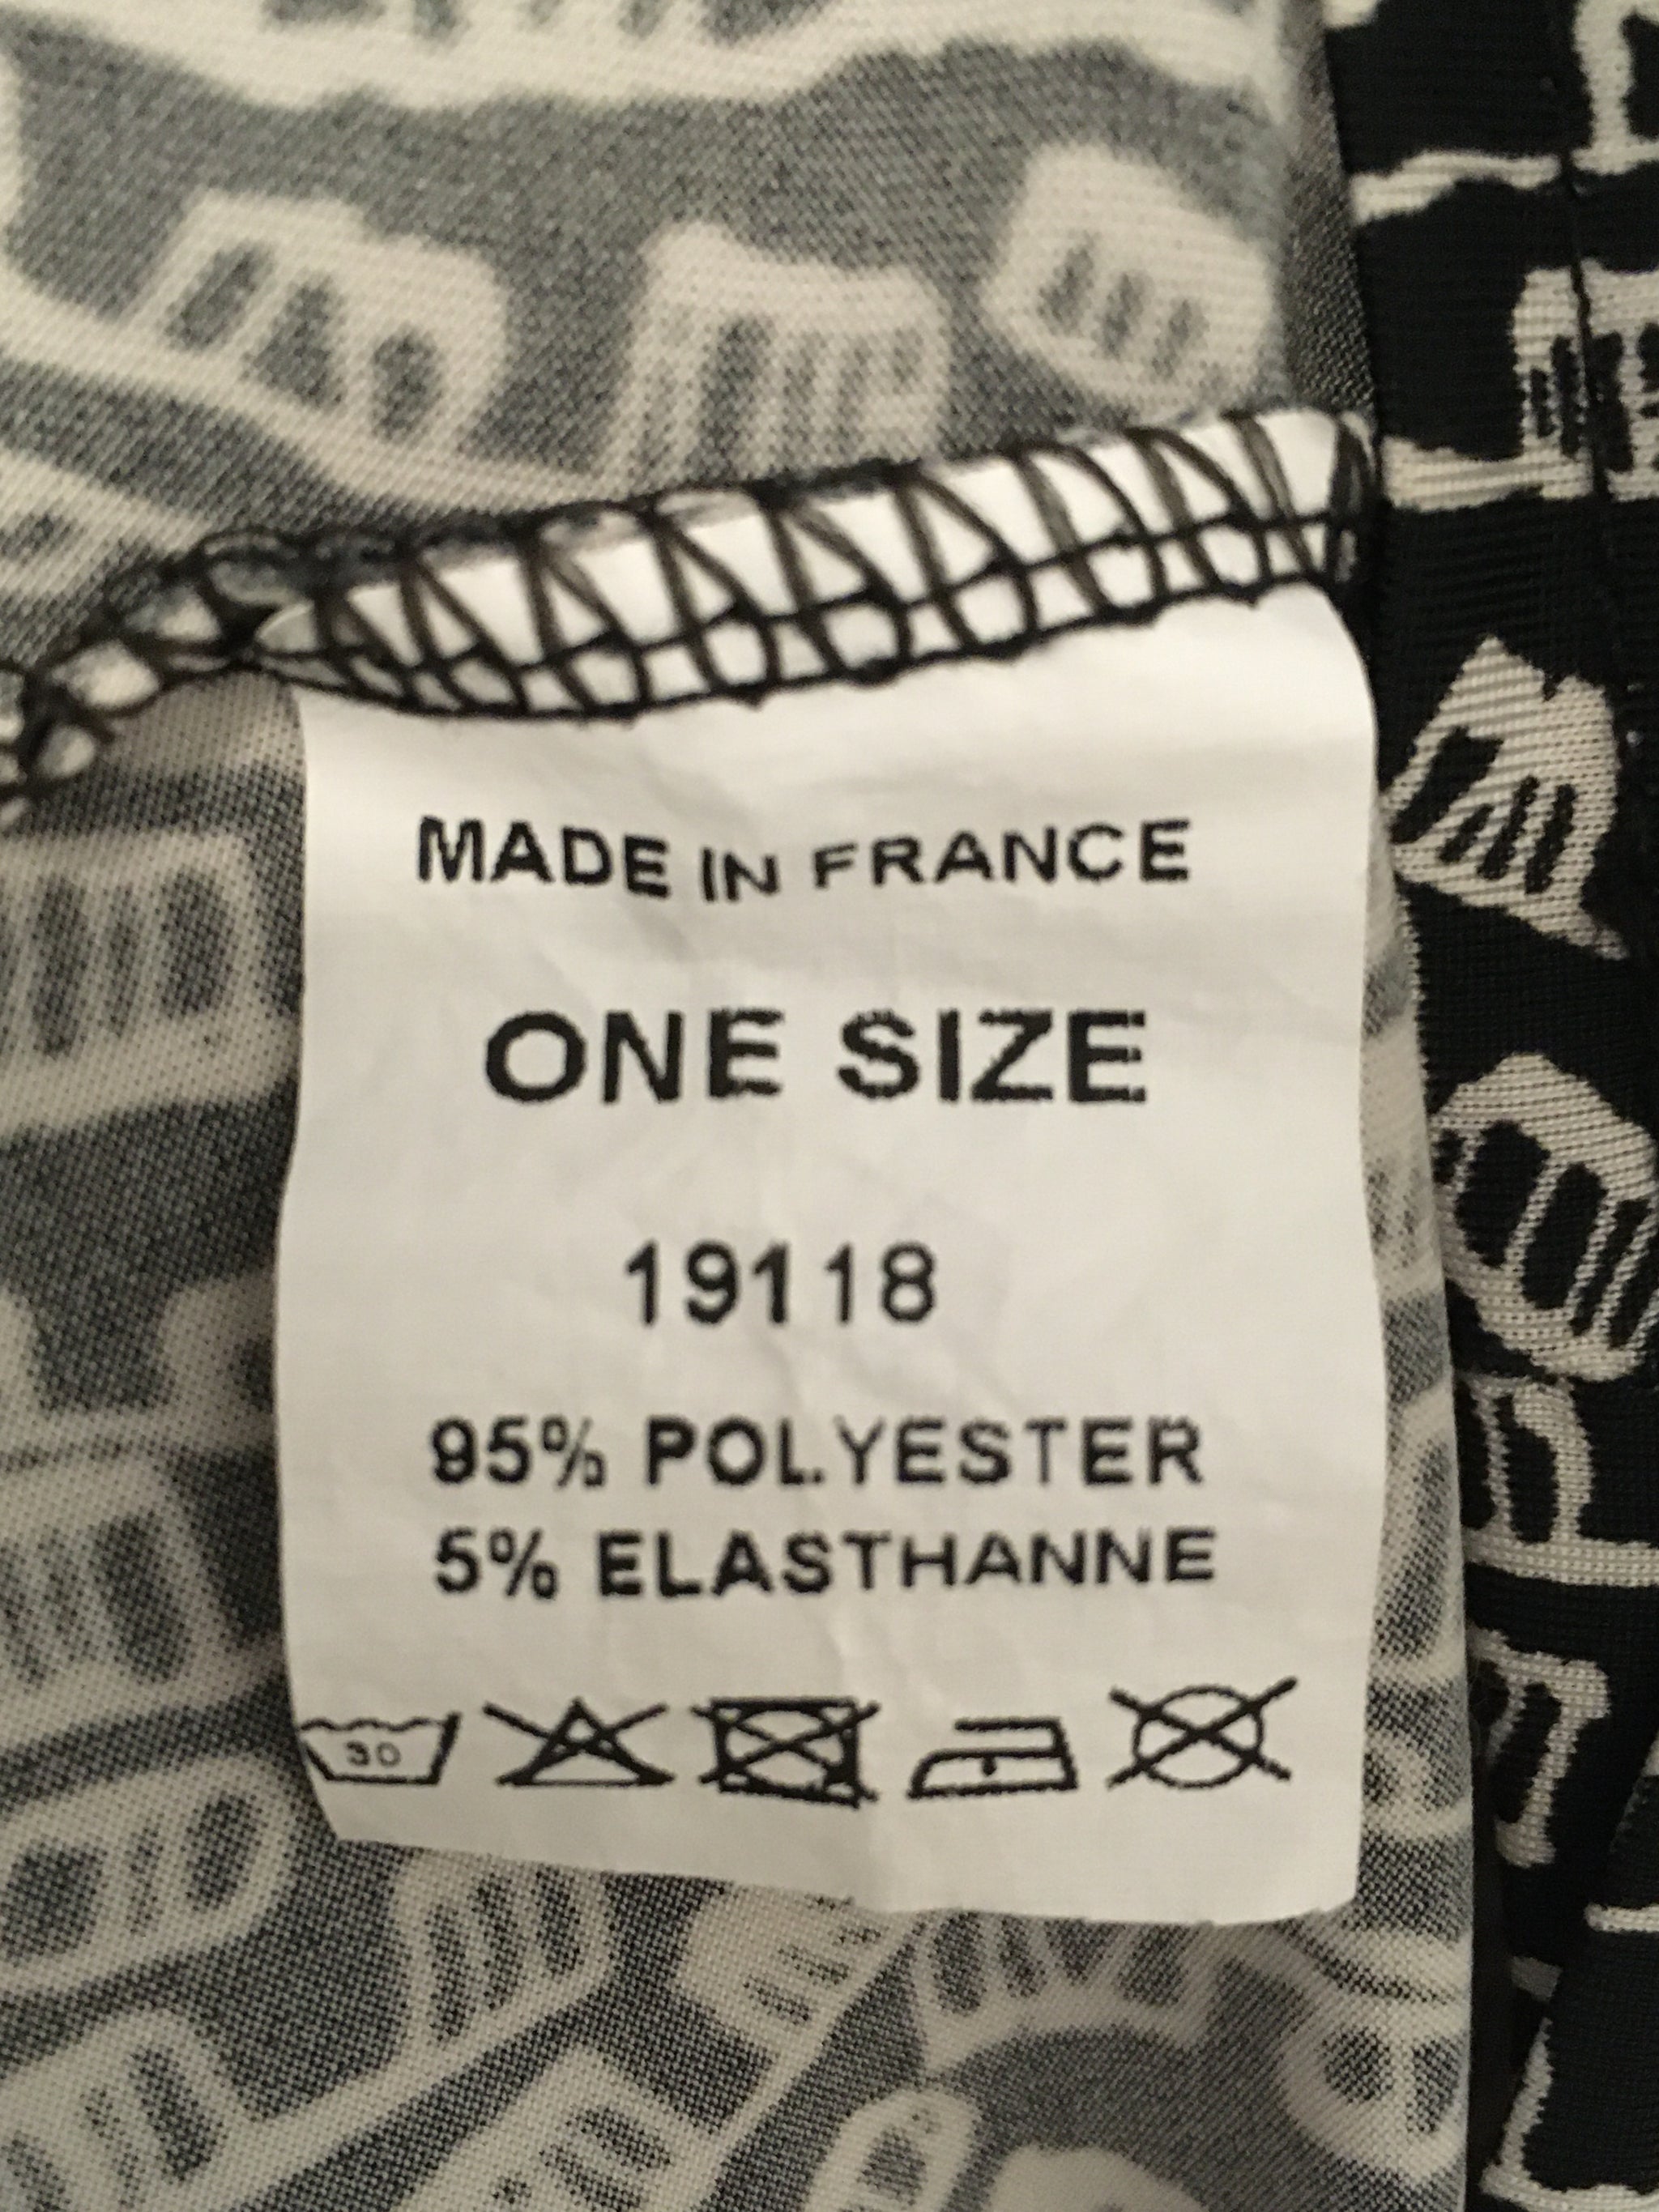 MADE IN FRANCE
ONE SIZE
19118
95% POLYESTER
5% ELASTHANNE
30